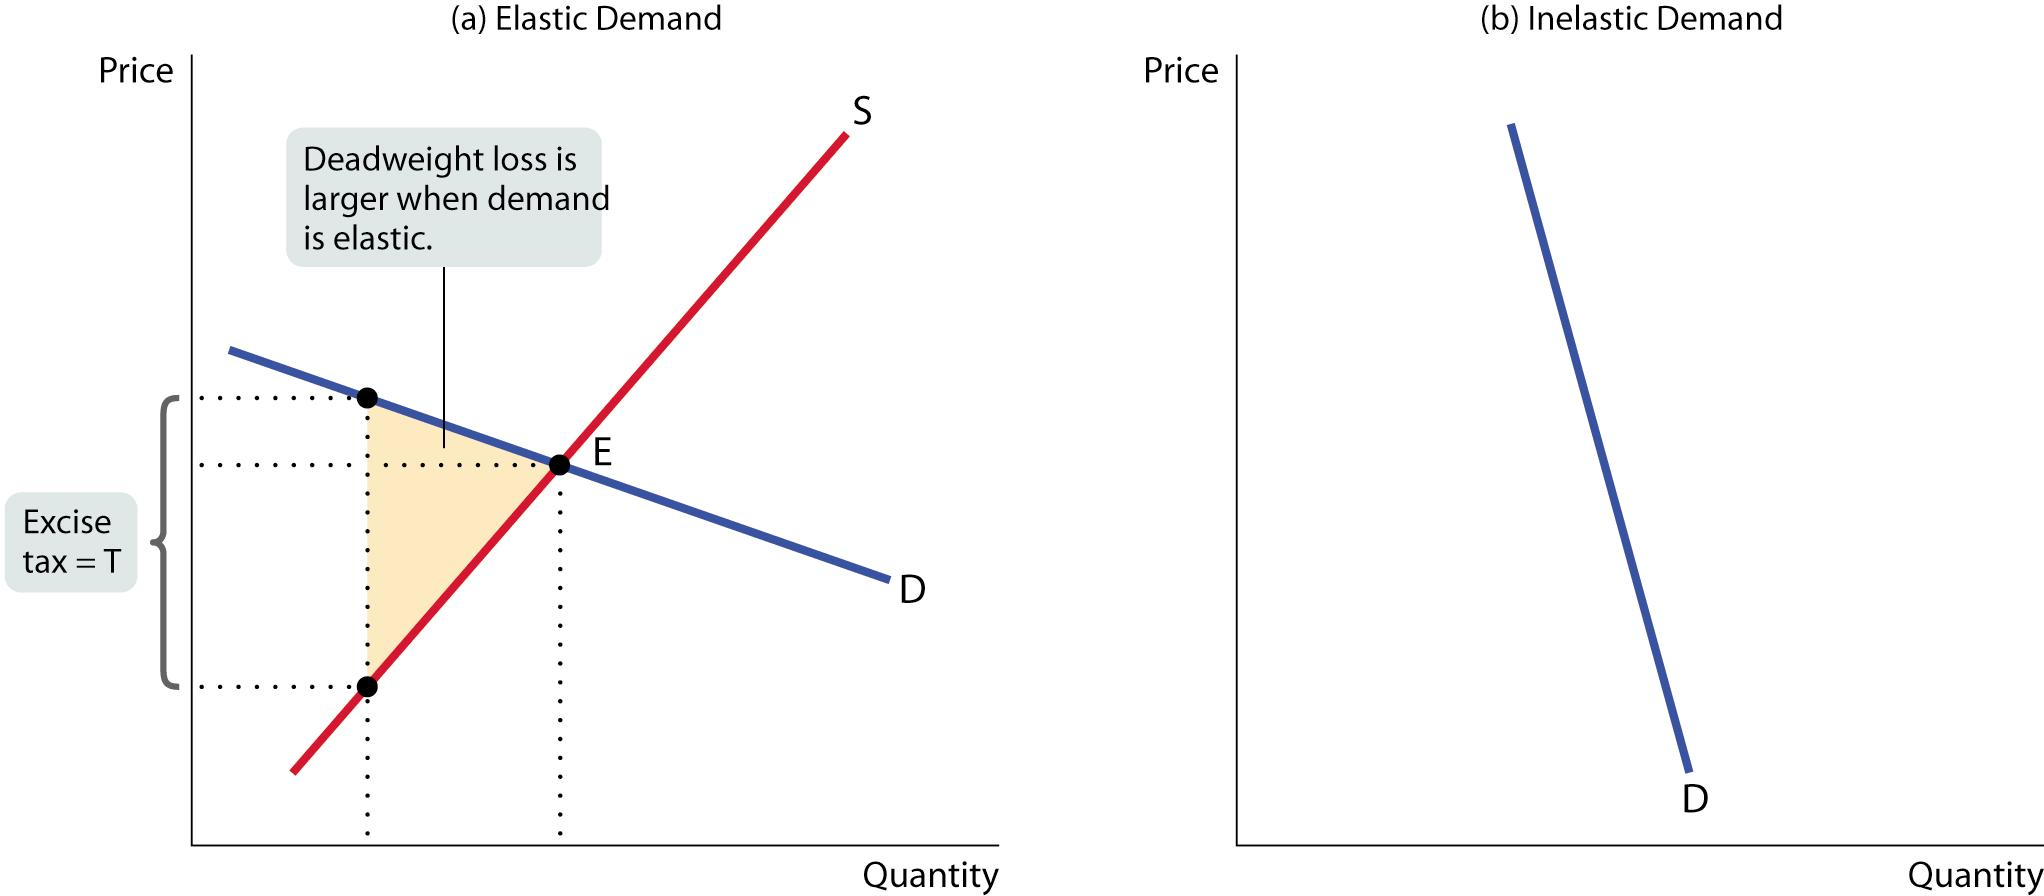 (a) Elastic Demand
Price
S
Deadweight loss is
larger when demand
is elastic.
E
Excise
tax = T
D
Quantity
(b) Inelastic Demand
Price
D
Quantity